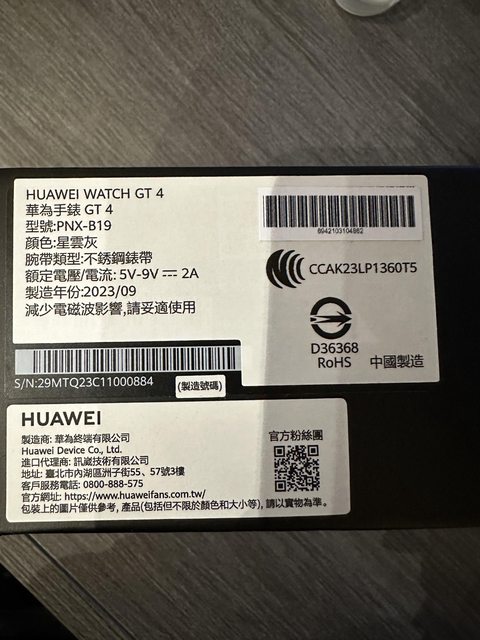 HUAWEI WATCH GT 4
華為手錶 GT 4
型號:PNX-B19
顏色:星雲灰
腕帶類型:不銹鋼錶帶
額定電壓/電流: 5V-9V ⎓ 2A
製造年份:2023/09
減少電磁波影響,請妥適使用
6942103104862
CCAK23LP1360T5
D36368
RoHS
中國製造
S/N:29MTQ23C11000884
(製造號碼)
HUAWEI
製造商: 華為終端有限公司
Huawei Device Co., Ltd.
進口代理商: 訊崴技術有限公司
地址: 臺北市內湖區洲子街55、57號3樓
客戶服務電話: 0800-888-575
官方網址: https://www.huaweifans.com.tw/
包裝上的圖片僅供參考, 產品(包括但不限於顏色和大小等), 請以實物為準。
官方粉絲團